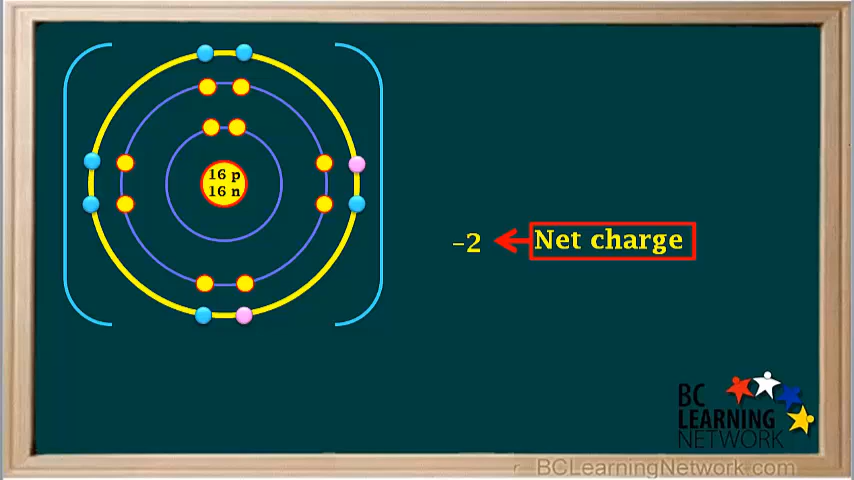 16 p
16 n
–2
Net charge
BC
LEARNING
NETWORK
BCLearningNetwork.com